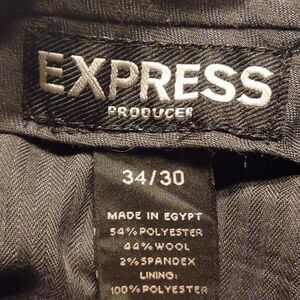 EXPRESS
PRODUCER
34/30
MADE IN EGYPT
54% POLYESTER
44% WOOL
2% SPANDEX
LINING:
100% POLYESTER